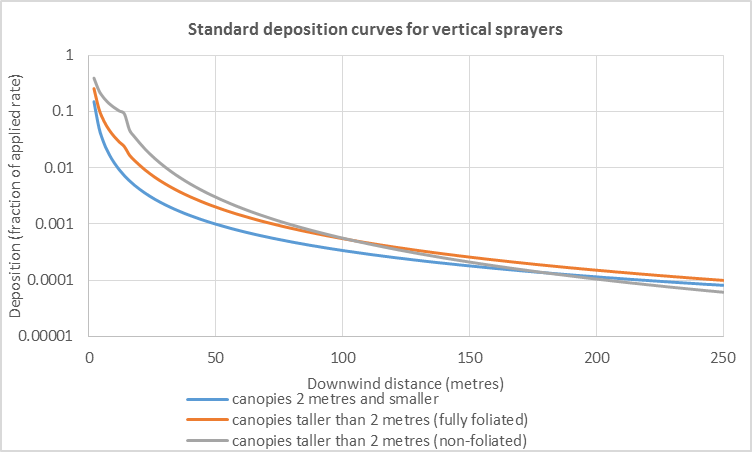 Standard deposition curves for vertical sprayers
Deposition (fraction of applied rate)
1
0.1
0.01
0.001
0.0001
0.00001
0 50 100 150 200 250
Downwind distance (metres)
canopies 2 metres and smaller
canopies taller than 2 metres (fully foliated)
canopies taller than 2 metres (non-foliated)